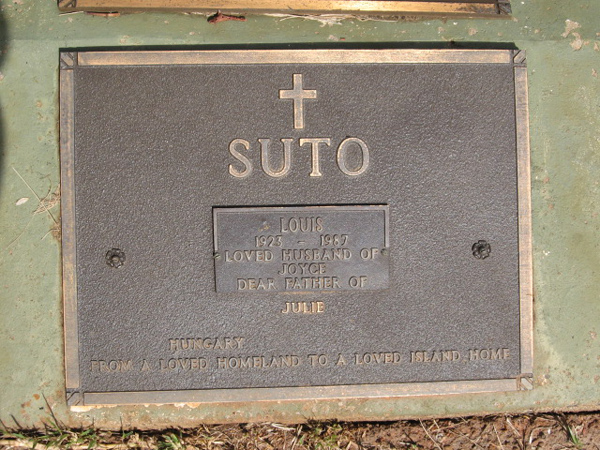 SUTO
LOUIS
1923 - 1987
LOVED HUSBAND OF
JOYCE
DEAR FATHER OF
JULIE
HUNGARY
FROM A LOVED HOMELAND TO A LOVED ISLAND HOME